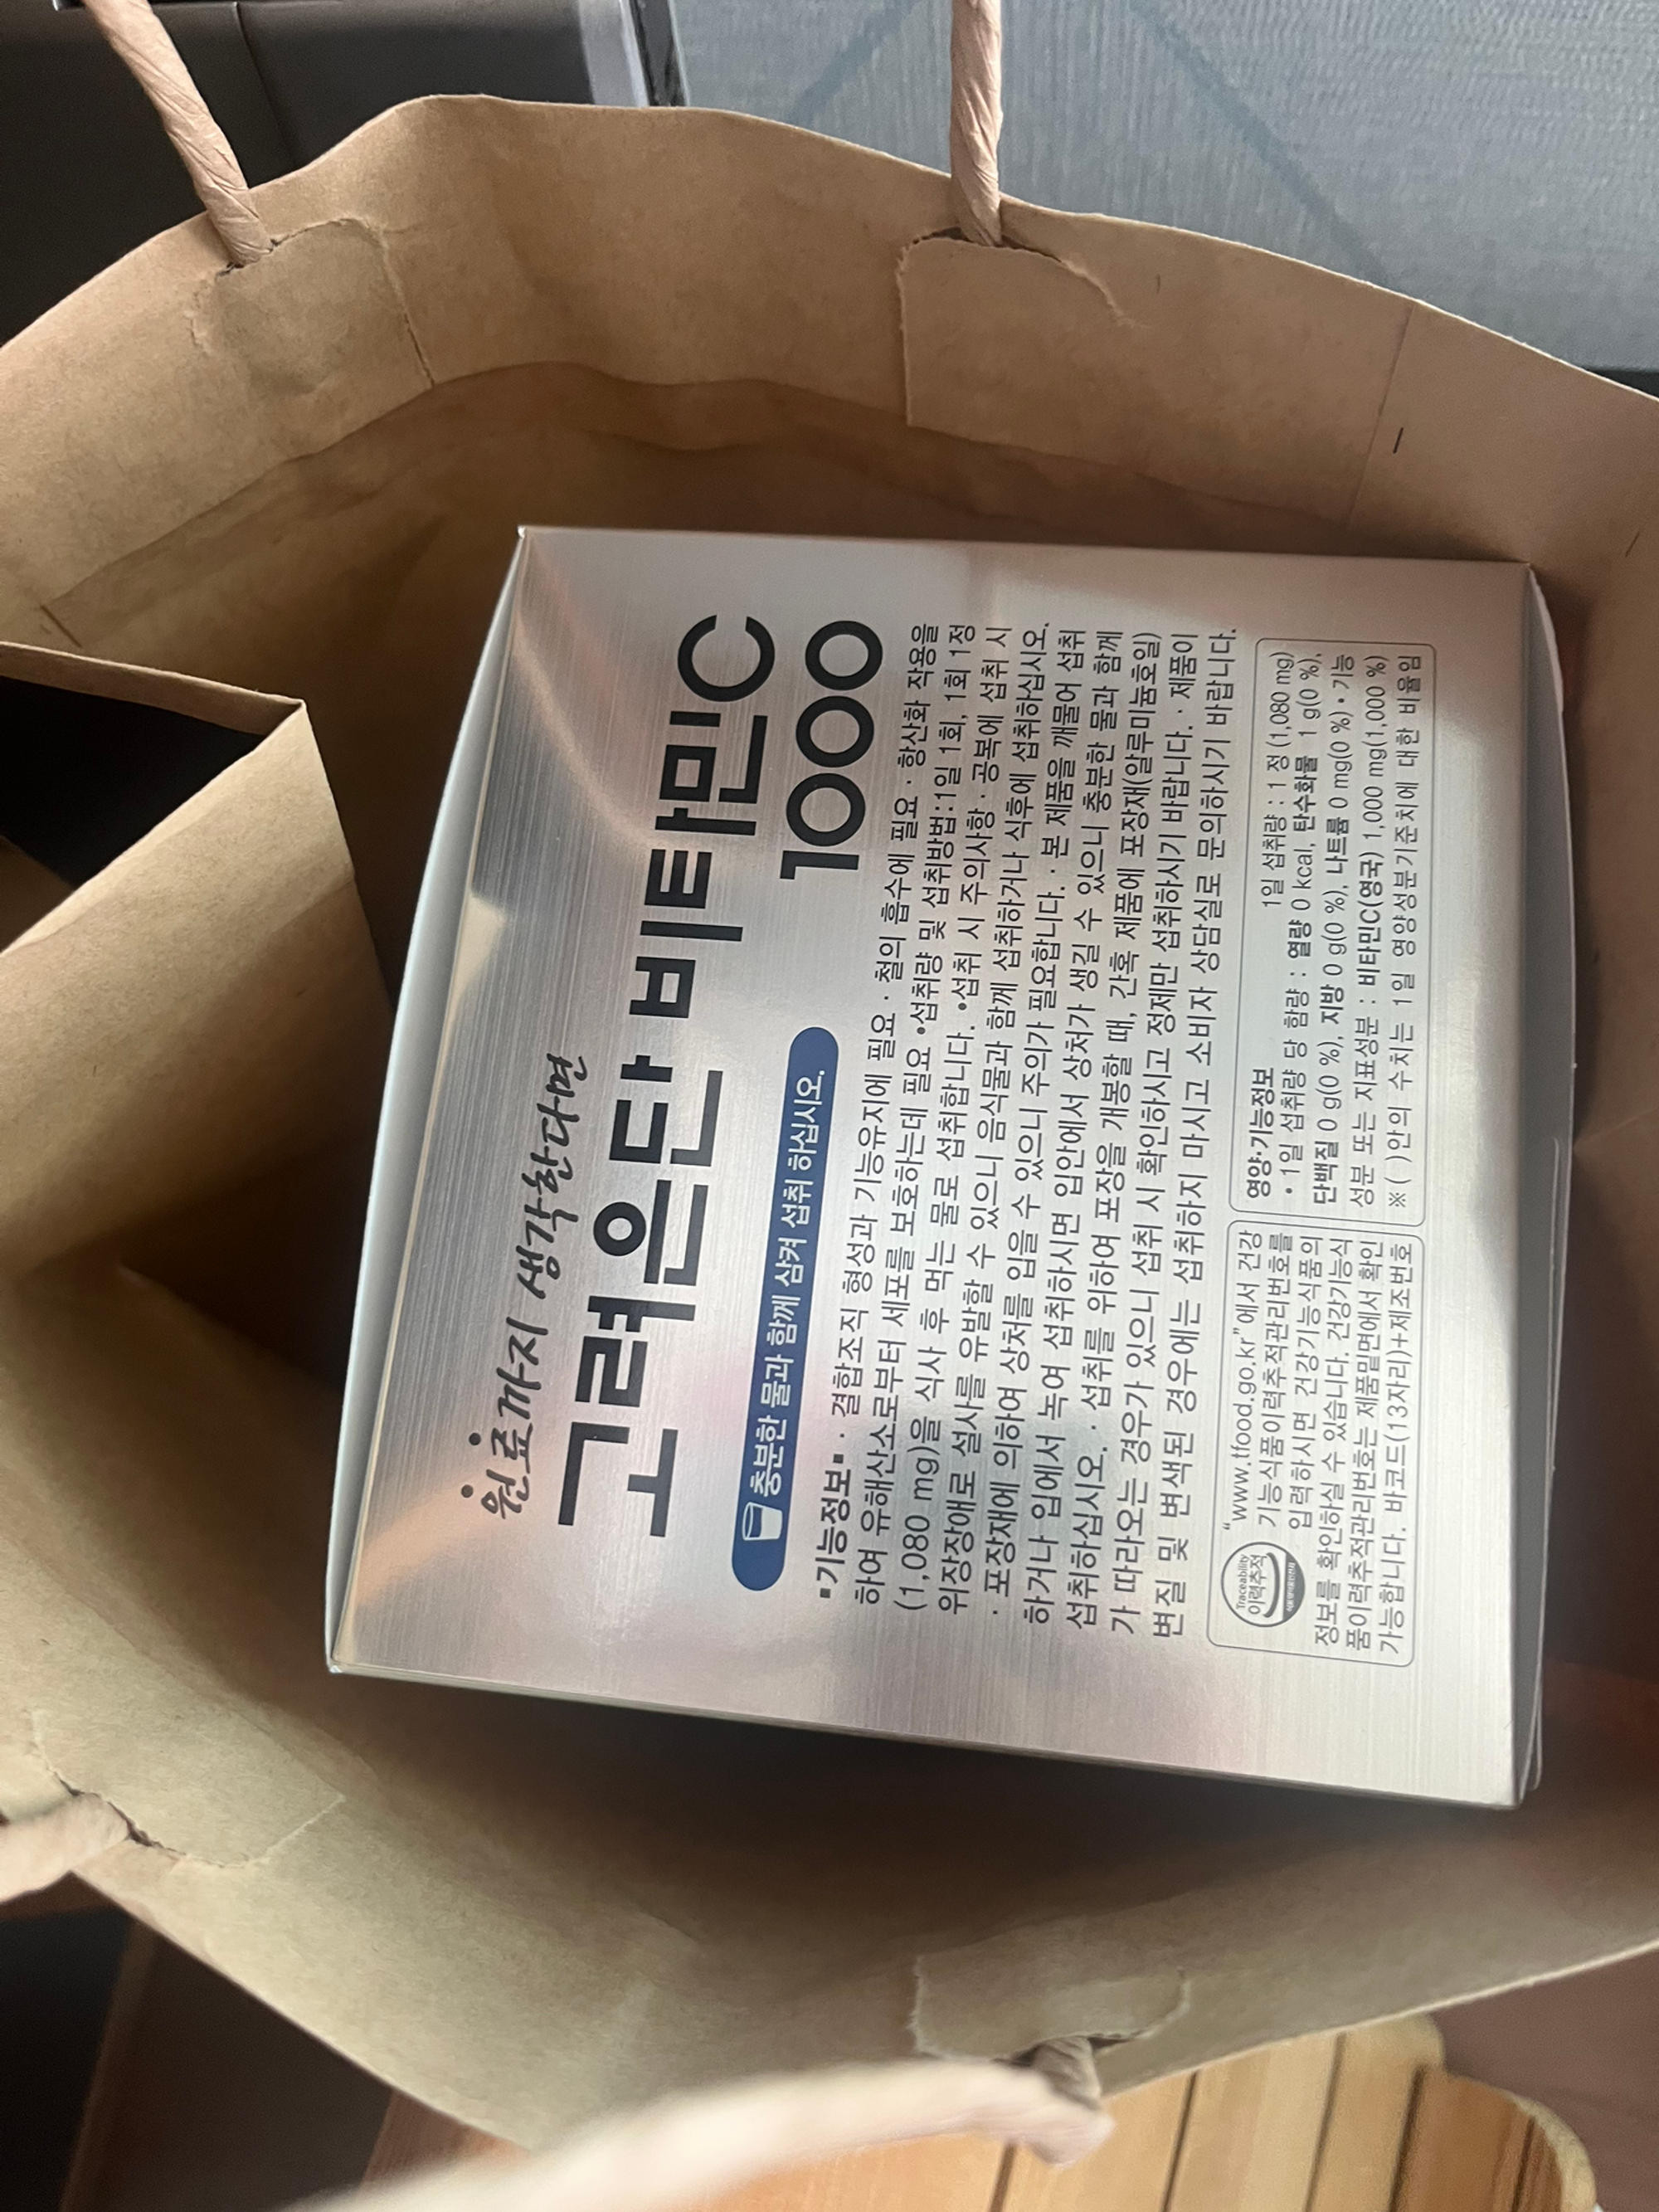 원료까지 생각한다면
고려은단 비타민C
1000
충분한 물과 함께 삼켜 섭취 하십시오.
▪기능정보▪ · 결합조직 형성과 기능유지에 필요 · 철의 흡수에 필요 · 항산화 작용을
하여 유해산소로부터 세포를 보호하는데 필요 •섭취량 및 섭취방법:1일 1회, 1회 1정
(1,080 mg)을 식사 후 먹는 물로 섭취합니다. •섭취 시 주의사항 · 공복에 섭취 시
위장장애로 설사를 유발할 수 있으니 음식물과 함께 섭취하거나 식후에 섭취하십시오.
· 포장재에 의하여 상처를 입을 수 있으니 주의가 필요합니다. · 본 제품을 깨물어 섭취
하거나 입에서 녹여 섭취하시면 입안에서 상처가 생길 수 있으니 충분한 물과 함께
섭취하십시오. · 섭취를 위하여 포장을 개봉할 때, 간혹 제품에 포장재(알루미늄호일)
가 따라오는 경우가 있으니 섭취 시 확인하시고 정제만 섭취하시기 바랍니다. · 제품이
변질 및 변색된 경우에는 섭취하지 마시고 소비자 상담실로 문의하시기 바랍니다.
Traceability
이력추적
“www.tfood.go.kr”에서 건강
기능식품이력추적관리번호를
입력하시면 건강기능식품의
정보를 확인하실 수 있습니다. 건강기능식
품이력추적관리번호는 제품밑면에서 확인
가능합니다. 바코드(13자리)+제조번호
영양·기능정보
1일 섭취량 : 1 정 (1,080 mg)
• 1일 섭취량 당 함량 : 열량 0 kcal, 탄수화물 1 g(0 %),
단백질 0 g(0 %), 지방 0 g(0 %), 나트륨 0 mg(0 %) • 기능
성분 또는 지표성분 : 비타민C(영국) 1,000 mg(1,000 %)
※ ( )안의 수치는 1일 영양성분기준치에 대한 비율임